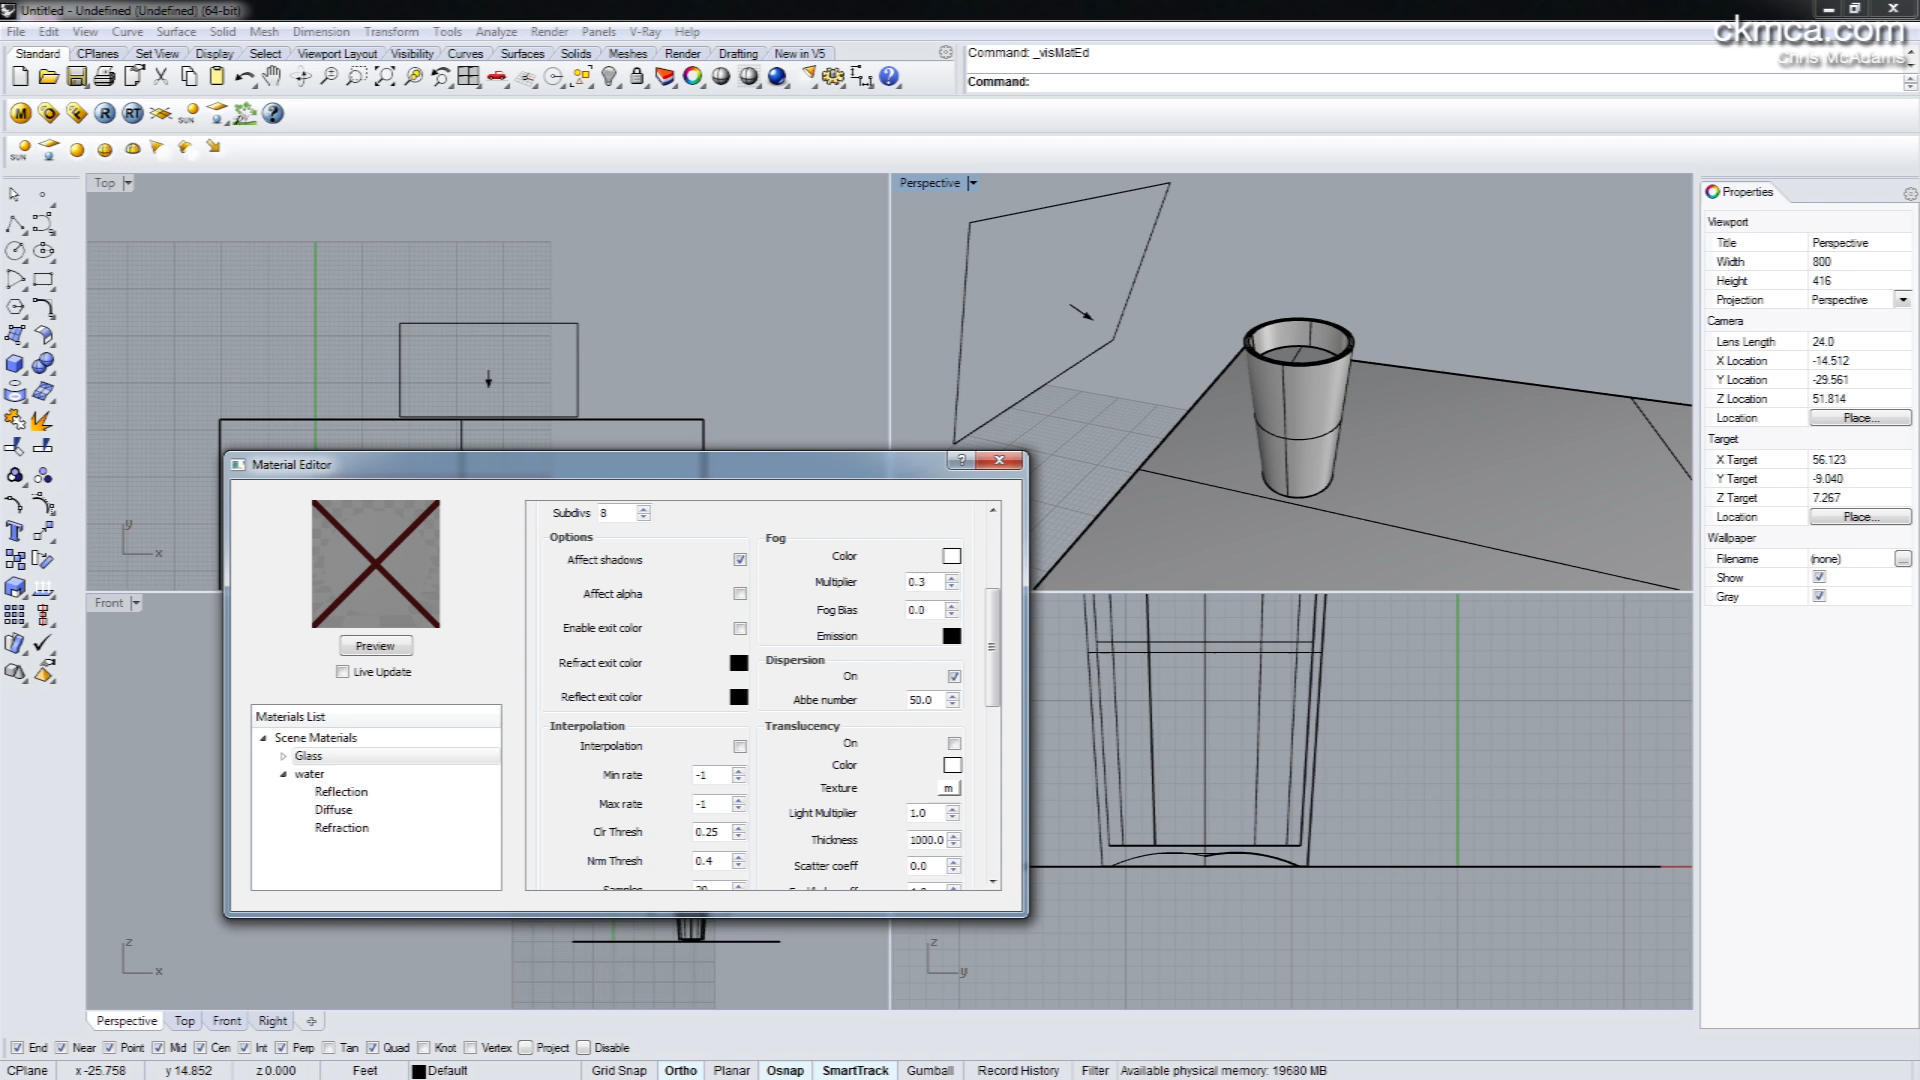 Untitled - Undefined (Undefined) (64-bit)
ckmca.com
Chris McAdams
File Edit View Curve Surface Solid Mesh Dimension Transform Tools Analyze Render Panels V-Ray Help
Standard CPlanes Set View Display Select Viewport Layout Visibility Curves Surfaces Solids Meshes Render Drafting New in V5
Command: _visMatEd
Command:
M O R RT SUN ?
SUN
Top
Perspective
Front
Properties
Viewport
Title Perspective
Width 800
Height 416
Projection Perspective
Camera
Lens Length 24.0
X Location -14.512
Y Location -29.561
Z Location 51.814
Location Place...
Target
X Target 56.123
Y Target -9.040
Z Target 7.267
Location Place...
Wallpaper
Filename (none) ...
Show
Gray
Material Editor
Preview
Live Update
Materials List
Scene Materials
Glass
water
Reflection
Diffuse
Refraction
Subdivs 8
Options
Affect shadows
Affect alpha
Enable exit color
Refract exit color
Reflect exit color
Interpolation
Interpolation
Min rate -1
Max rate -1
Clr Thresh 0.25
Nrm Thresh 0.4
Fog
Color
Multiplier 0.3
Fog Bias 0.0
Emission
Dispersion
On
Abbe number 50.0
Translucency
On
Color
Texture m
Light Multiplier 1.0
Thickness 1000.0
Scatter coeff 0.0
y
x
z
x
z
y
Perspective Top Front Right
End Near Point Mid Cen Int Perp Tan Quad Knot Vertex Project Disable
CPlane x -25.758 y 14.852 z 0.000 Feet Default Grid Snap Ortho Planar Osnap SmartTrack Gumball Record History Filter Available physical memory: 19680 MB